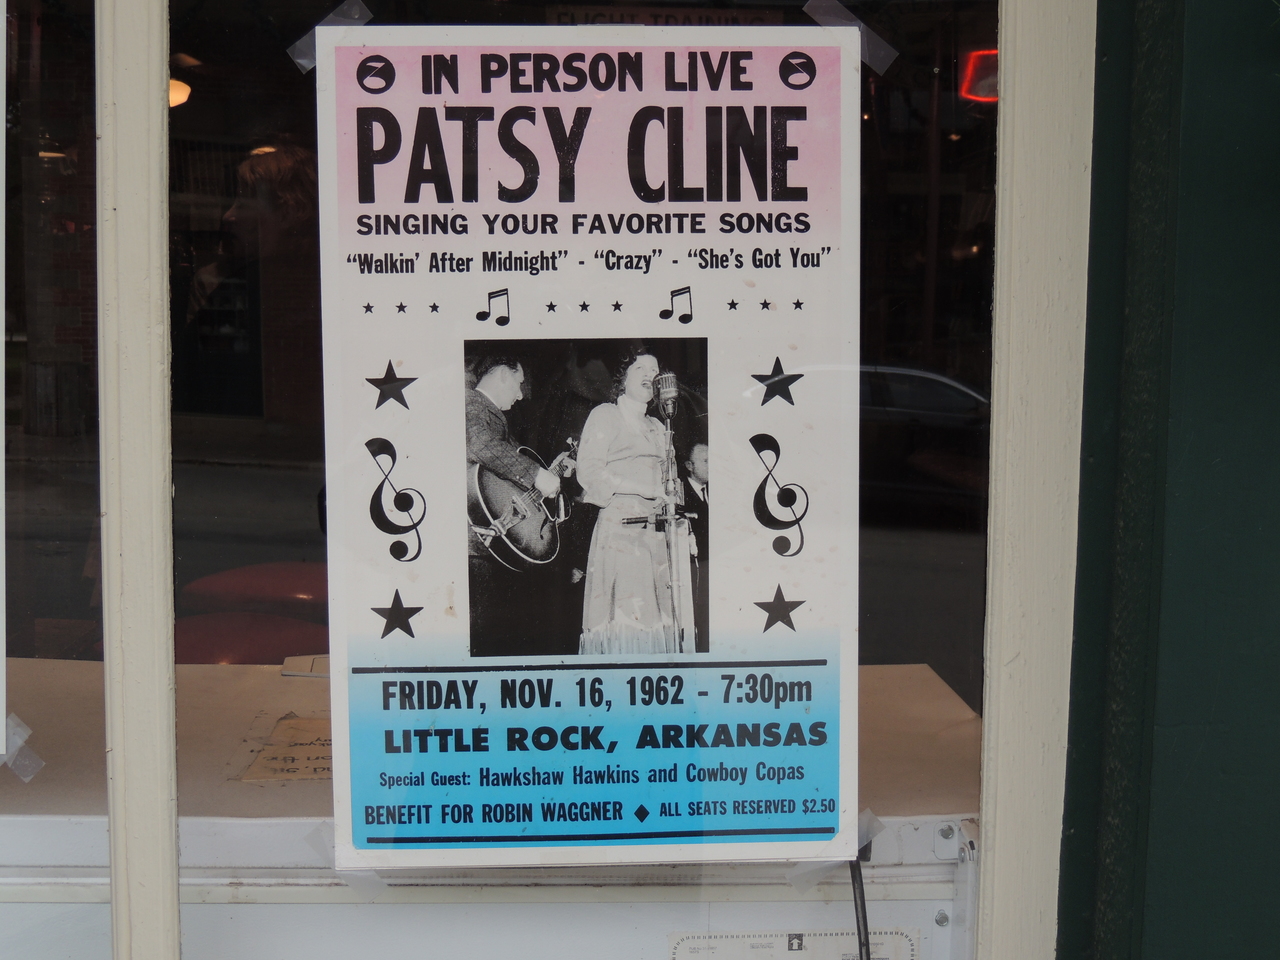 FLIGHT TRAINING
IN PERSON LIVE
PATSY CLINE
SINGING YOUR FAVORITE SONGS
“Walkin’ After Midnight” - “Crazy” - “She’s Got You”
FRIDAY, NOV. 16, 1962 - 7:30pm
LITTLE ROCK, ARKANSAS
Special Guest: Hawkshaw Hawkins and Cowboy Copas
BENEFIT FOR ROBIN WAGGNER ◆ ALL SEATS RESERVED $2.50